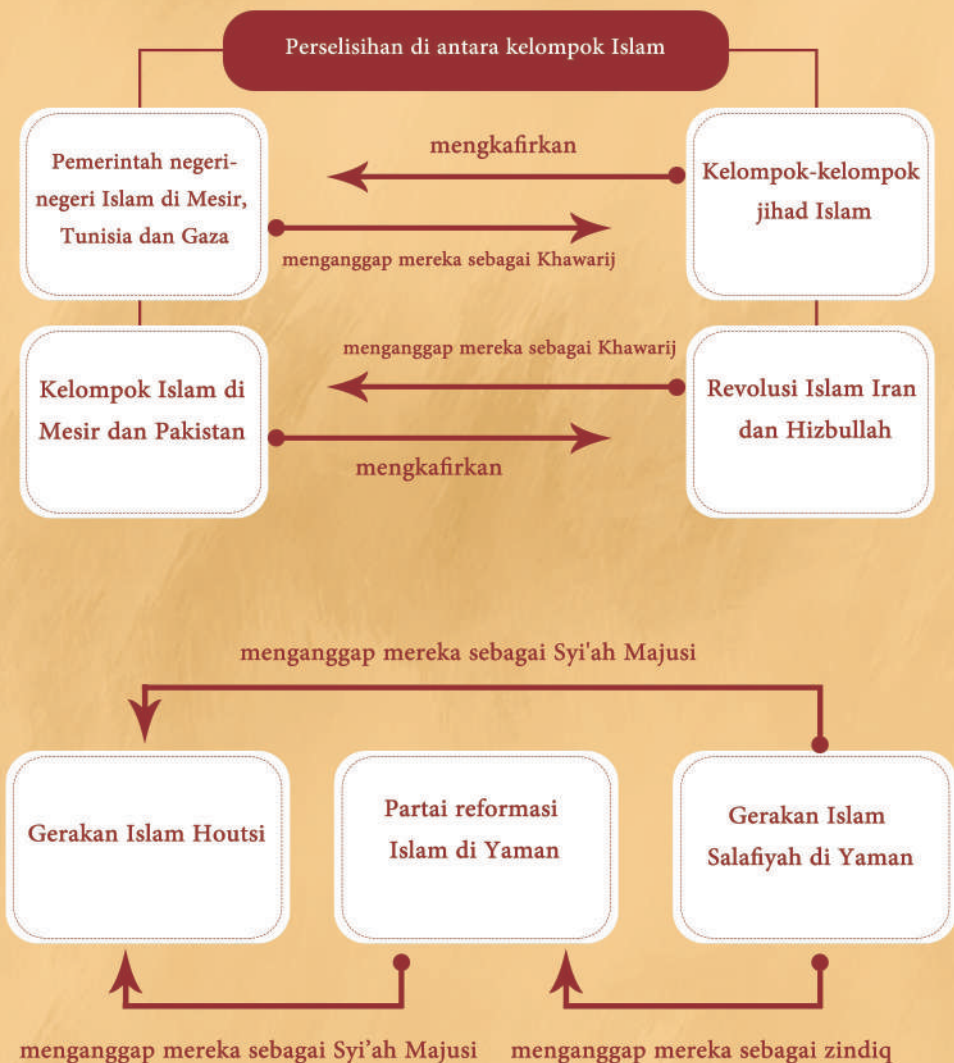 Perselisihan di antara kelompok Islam
Pemerintah negeri-
negeri Islam di Mesir,
Tunisia dan Gaza
mengkafirkan
menganggap mereka sebagai Khawarij
Kelompok-kelompok
jihad Islam
Kelompok Islam di
Mesir dan Pakistan
menganggap mereka sebagai Khawarij
mengkafirkan
Revolusi Islam Iran
dan Hizbullah
menganggap mereka sebagai Syi'ah Majusi
Gerakan Islam Houtsi
Partai reformasi
Islam di Yaman
Gerakan Islam
Salafiyah di Yaman
menganggap mereka sebagai Syi'ah Majusi
menganggap mereka sebagai zindiq